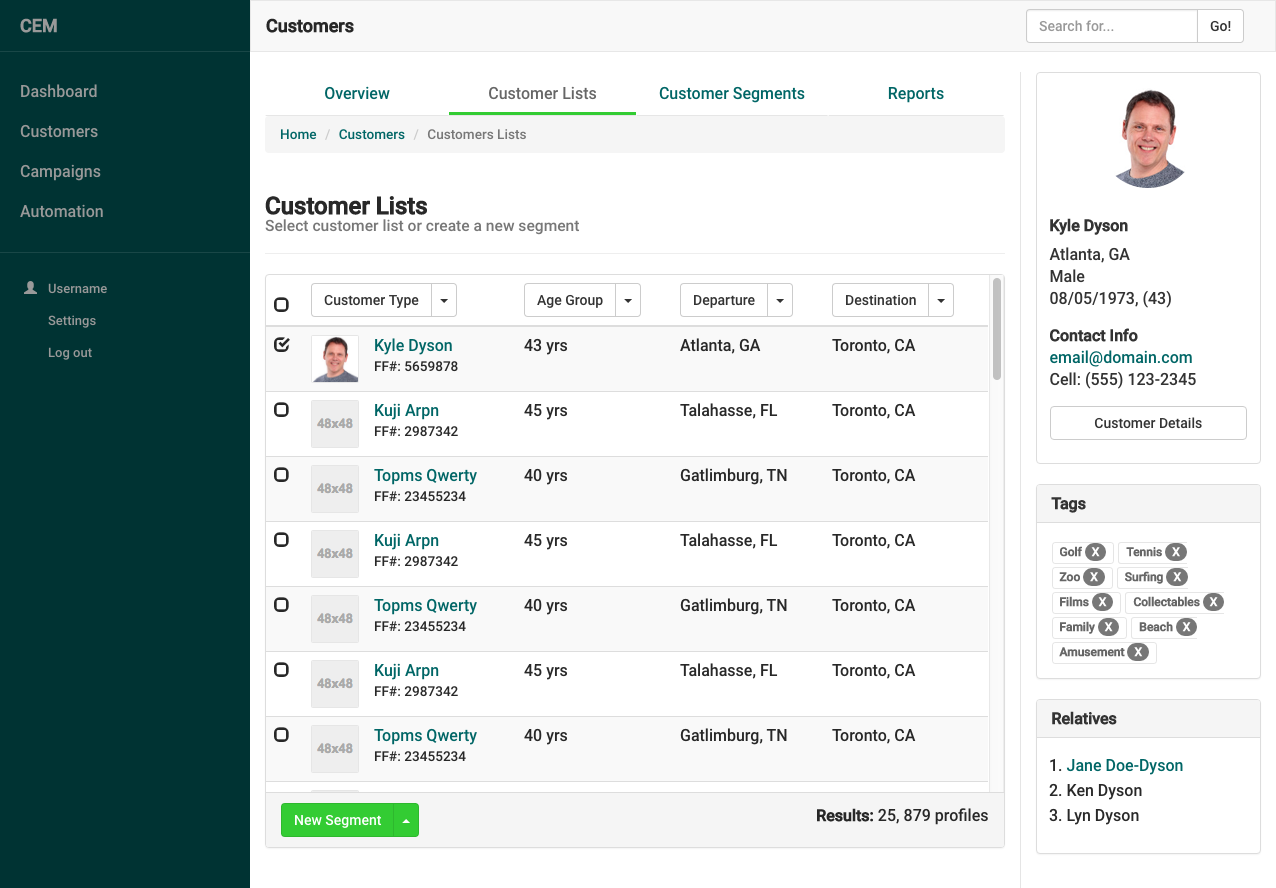 CEM
Customers
Search for...
Go!
Dashboard
Customers
Campaigns
Automation
Username
Settings
Log out
Overview
Customer Lists
Customer Segments
Reports
Home / Customers / Customers Lists
Customer Lists
Select customer list or create a new segment
Customer Type
Age Group
Departure
Destination
Kyle Dyson 43 yrs Atlanta, GA Toronto, CA
FF#: 5659878
48x48
Kuji Arpn 45 yrs Talahasse, FL Toronto, CA
FF#: 2987342
48x48
Topms Qwerty 40 yrs Gatlimburg, TN Toronto, CA
FF#: 23455234
48x48
Kuji Arpn 45 yrs Talahasse, FL Toronto, CA
FF#: 2987342
48x48
Topms Qwerty 40 yrs Gatlimburg, TN Toronto, CA
FF#: 23455234
48x48
Kuji Arpn 45 yrs Talahasse, FL Toronto, CA
FF#: 2987342
48x48
Topms Qwerty 40 yrs Gatlimburg, TN Toronto, CA
FF#: 23455234
New Segment
Results: 25, 879 profiles
Kyle Dyson
Atlanta, GA
Male
08/05/1973, (43)
Contact Info
email@domain.com
Cell: (555) 123-2345
Customer Details
Tags
Golf X Tennis X
Zoo X Surfing X
Films X Collectables X
Family X Beach X
Amusement X
Relatives
1. Jane Doe-Dyson
2. Ken Dyson
3. Lyn Dyson